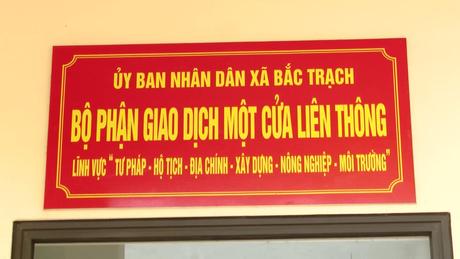 ỦY BAN NHÂN DÂN XÃ BẮC TRẠCH
BỘ PHẬN GIAO DỊCH MỘT CỬA LIÊN THÔNG
LĨNH VỰC " TƯ PHÁP - HỘ TỊCH - ĐỊA CHÍNH - XÂY DỰNG - NÔNG NGHIỆP - MÔI TRƯỜNG"